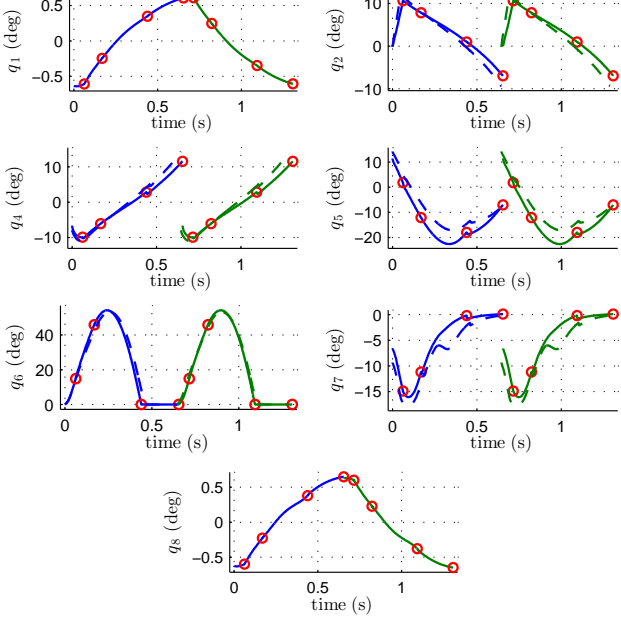 0.5
0
−0.5
q1 (deg)
0 0.5 1
time (s)
10
0
−10
q2 (deg)
0 0.5 1
time (s)
10
0
−10
q4 (deg)
0 0.5 1
time (s)
10
0
−10
−20
q5 (deg)
0 0.5 1
time (s)
40
20
0
q6 (deg)
0 1
time (s)
0
−5
−10
−15
q7 (deg)
0 0.5 1
time (s)
0.5
0
−0.5
q8 (deg)
0 0.5 1
time (s)